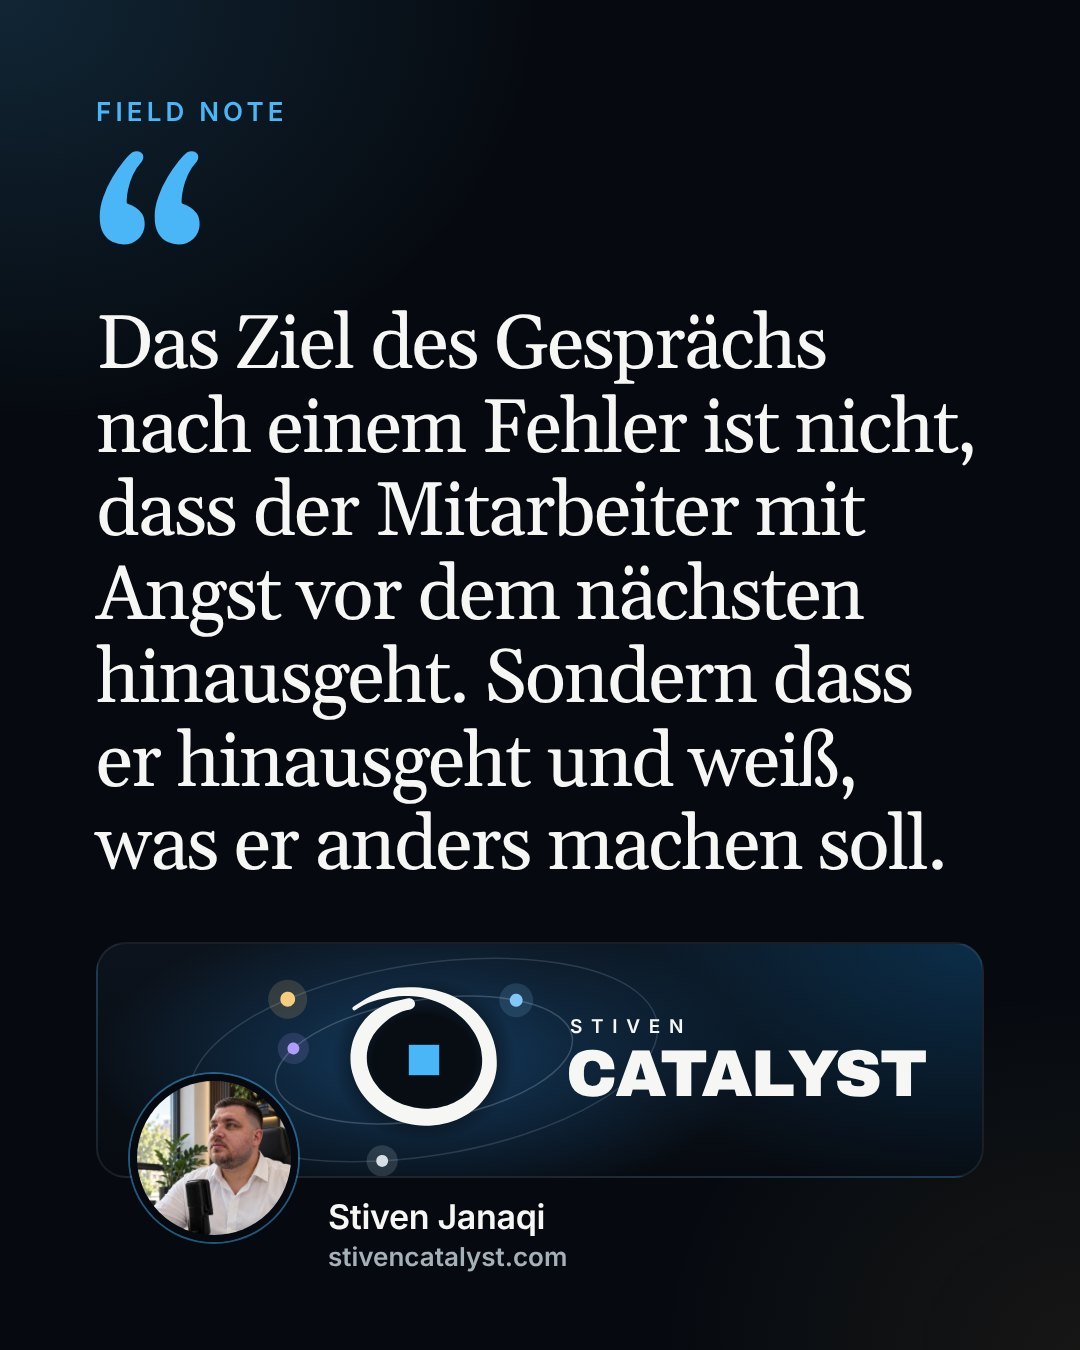 FIELD NOTE
“
Das Ziel des Gesprächs
nach einem Fehler ist nicht,
dass der Mitarbeiter mit
Angst vor dem nächsten
hinausgeht. Sondern dass
er hinausgeht und weiß,
was er anders machen soll.
STIVEN
CATALYST
Stiven Janaqi
stivencatalyst.com